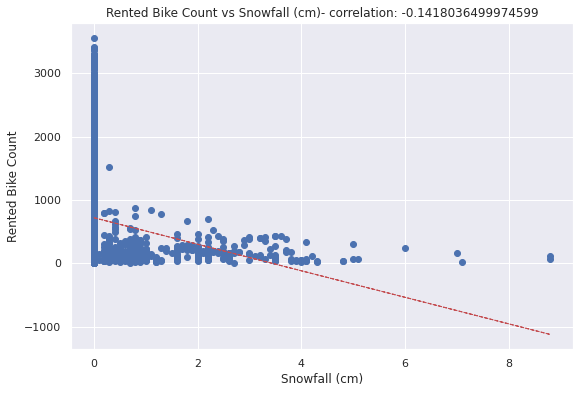 Rented Bike Count vs Snowfall (cm)- correlation: -0.1418036499974599
Rented Bike Count
3000
2000
1000
0
−1000
0 2 4 6 8
Snowfall (cm)